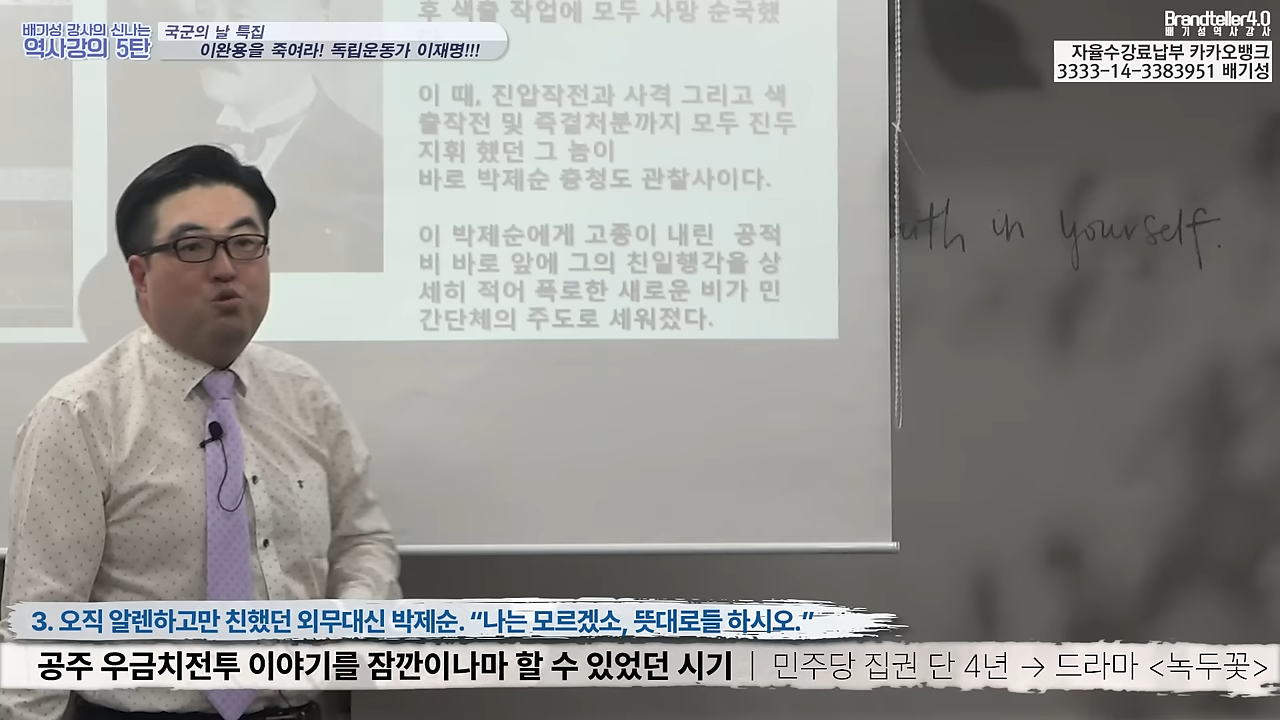 배기성 강사의 신나는
역사강의 5탄
국군의 날 특집
이완용을 죽여라! 독립운동가 이재명!!!
Brandteller4.0
배기성역사강사
자율수강료납부 카카오뱅크
3333-14-3383951 배기성
후 색출 작업에 모두 사망 순국했
다.
이 때, 진압작전과 사격 그리고 색
출작전 및 즉결처분까지 모두 진두
지휘 했던 그 놈이
바로 박제순 충청도 관찰사이다.
이 박제순에게 고종이 내린 공적
비 바로 앞에 그의 친일행각을 상
세히 적어 폭로한 새로운 비가 민
간단체의 주도로 세워졌다.
in yourself.
3. 오직 알렌하고만 친했던 외무대신 박제순. “나는 모르겠소, 뜻대로들 하시오.”
공주 우금치전투 이야기를 잠깐이나마 할 수 있었던 시기 | 민주당 집권 단 4년 → 드라마 <녹두꽃>